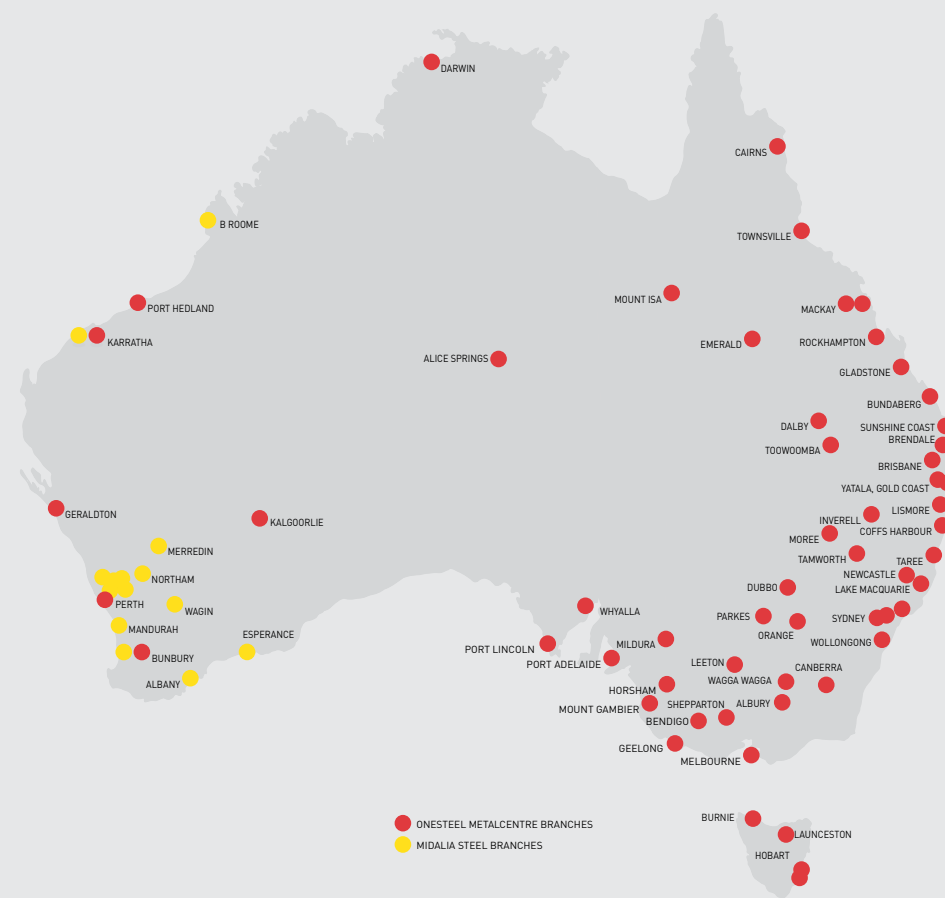 DARWIN
CAIRNS
B ROOME
TOWNSVILLE
MOUNT ISA
PORT HEDLAND
MACKAY
KARRATHA
EMERALD
ROCKHAMPTON
ALICE SPRINGS
GLADSTONE
BUNDABERG
DALBY
SUNSHINE COAST
BRENDALE
TOOWOOMBA
BRISBANE
YATALA, GOLD COAST
LISMORE
GERALDTON
KALGOORLIE
INVERELL
COFFS HARBOUR
MOREE
MERREDIN
TAMWORTH
TAREE
NEWCASTLE
NORTHAM
DUBBO
LAKE MACQUARIE
PERTH
WAGIN
WHYALLA
PARKES
SYDNEY
MANDURAH
ESPERANCE
ORANGE
MILDURA
WOLLONGONG
PORT LINCOLN
BUNBURY
PORT ADELAIDE
LEETON
CANBERRA
WAGGA WAGGA
ALBANY
HORSHAM
SHEPPARTON
ALBURY
MOUNT GAMBIER
BENDIGO
GEELONG
MELBOURNE
BURNIE
ONESTEEL METALCENTRE BRANCHES
LAUNCESTON
MIDALIA STEEL BRANCHES
HOBART